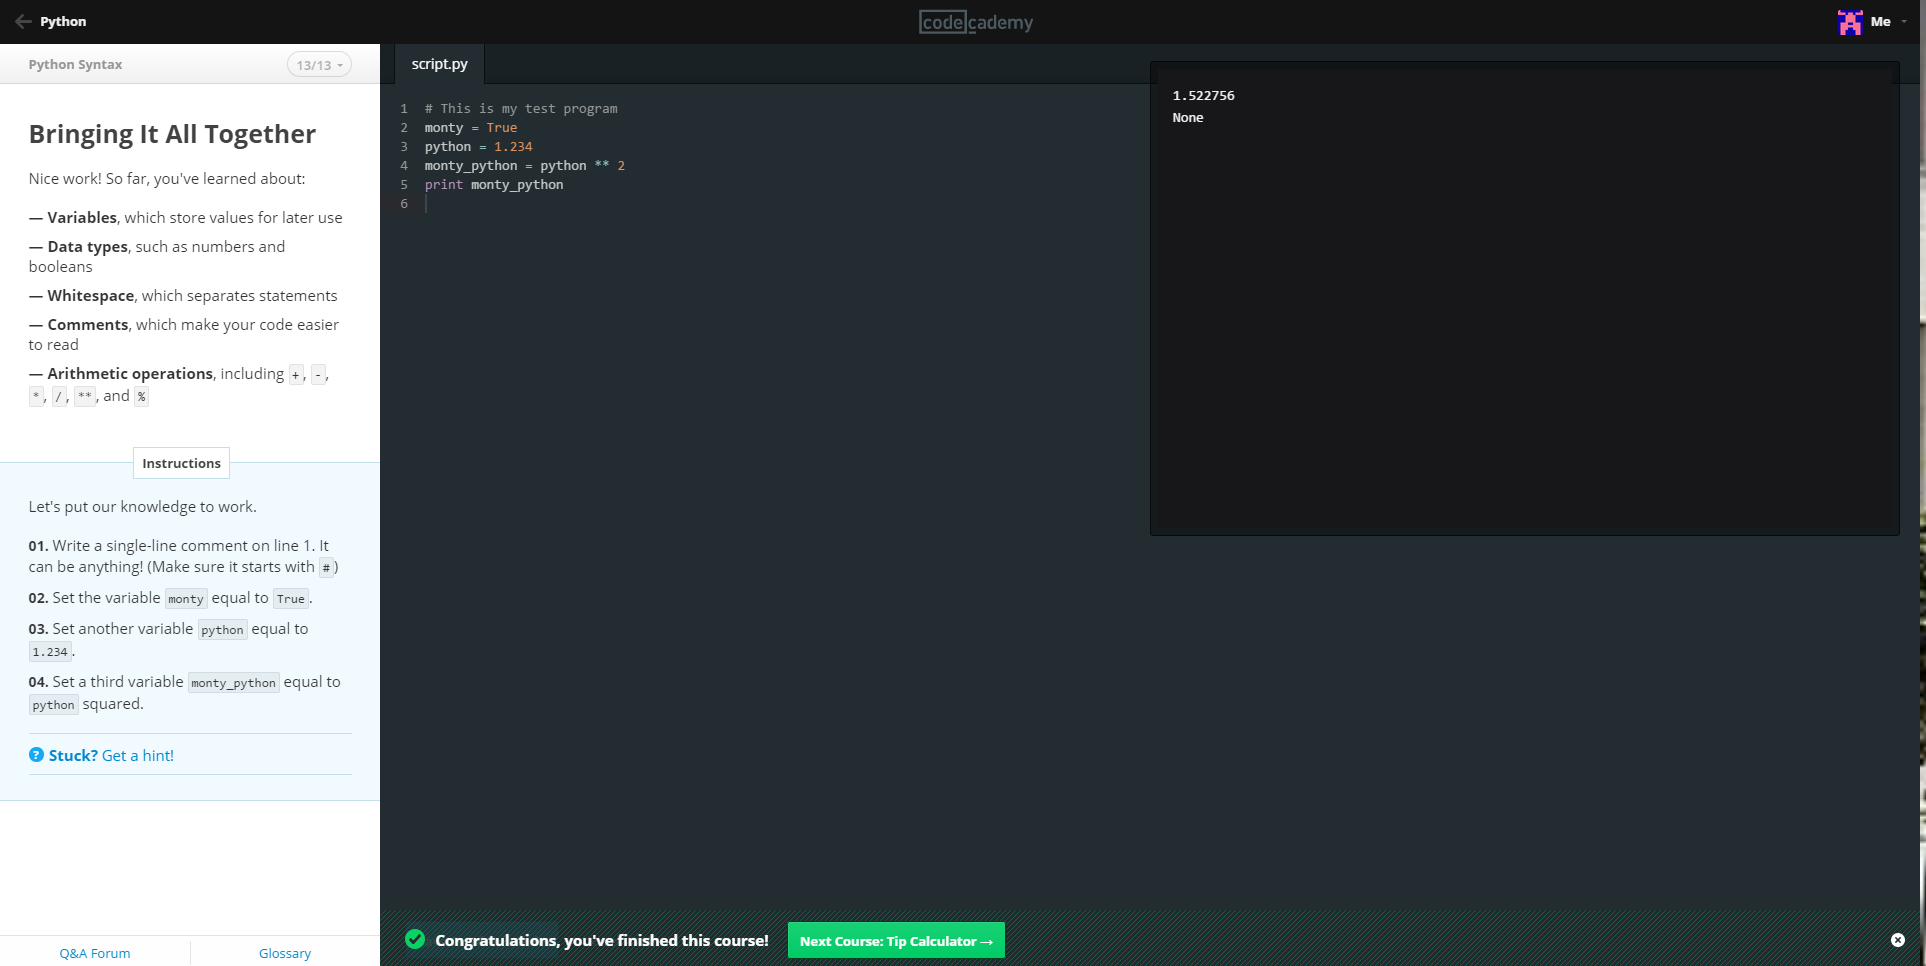 Python
codecademy
Me
Python Syntax
13/13
script.py
Bringing It All Together
Nice work! So far, you've learned about:
— Variables, which store values for later use
— Data types, such as numbers and
booleans
— Whitespace, which separates statements
— Comments, which make your code easier
to read
— Arithmetic operations, including +, -,
*, /, **, and %
Instructions
Let's put our knowledge to work.
01. Write a single-line comment on line 1. It
can be anything! (Make sure it starts with #)
02. Set the variable monty equal to True.
03. Set another variable python equal to
1.234.
04. Set a third variable monty_python equal to
python squared.
? Stuck? Get a hint!
Q&A Forum
Glossary
1 # This is my test program
2 monty = True
3 python = 1.234
4 monty_python = python ** 2
5 print monty_python
6
1.522756
None
Congratulations, you've finished this course!
Next Course: Tip Calculator →